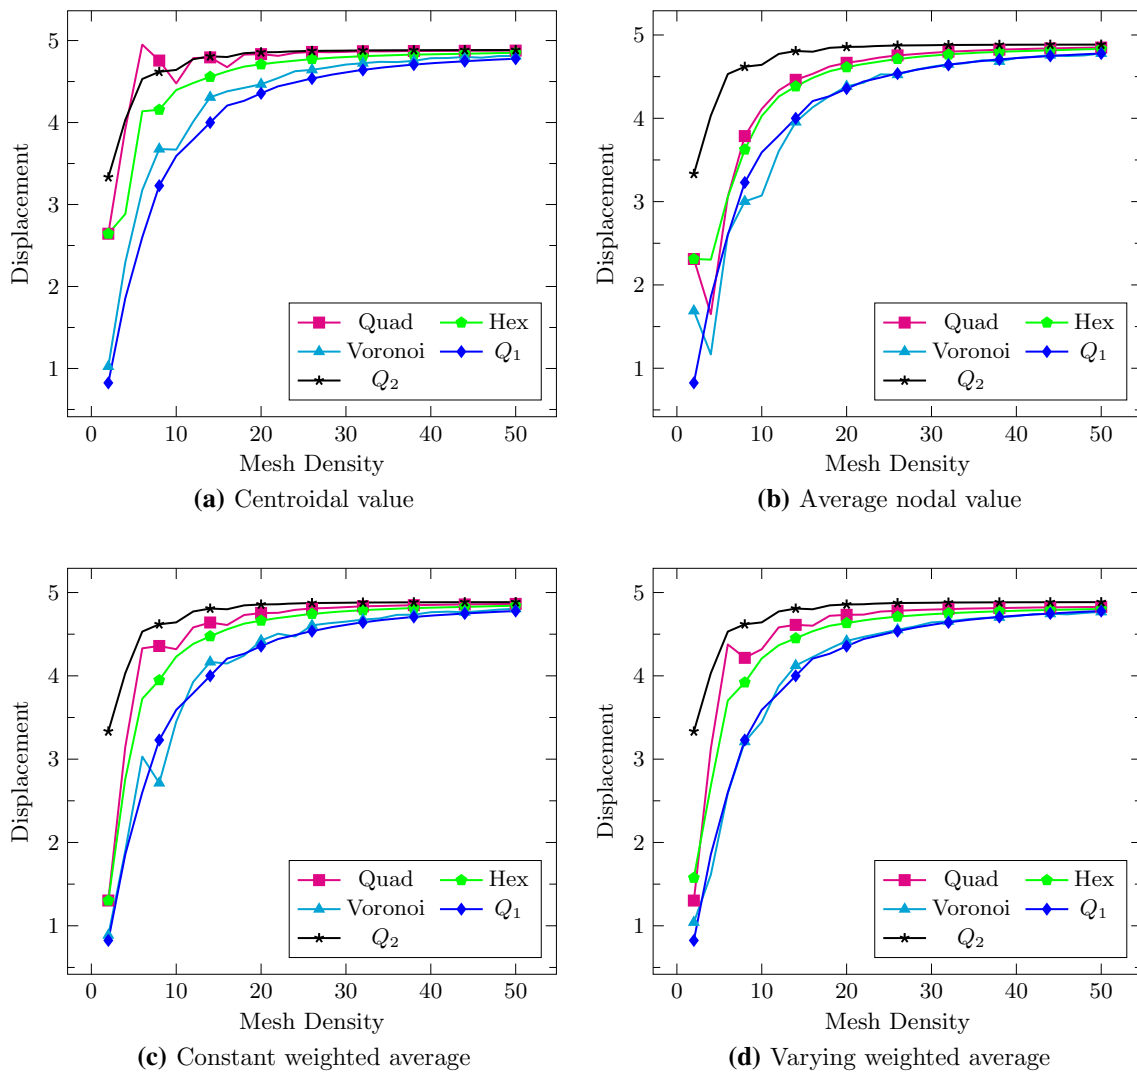 5
4
3
2
1
Displacement
Quad
Hex
Voronoi
Q1
Q2
0 10 20 30 40 50
Mesh Density
(a) Centroidal value
5
4
3
2
1
Displacement
Quad
Hex
Voronoi
Q1
Q2
0 10 20 30 40 50
Mesh Density
(b) Average nodal value
5
4
3
2
1
Displacement
Quad
Hex
Voronoi
Q1
Q2
0 10 20 30 40 50
Mesh Density
(c) Constant weighted average
5
4
3
2
1
Displacement
Quad
Hex
Voronoi
Q1
Q2
0 10 20 30 40 50
Mesh Density
(d) Varying weighted average